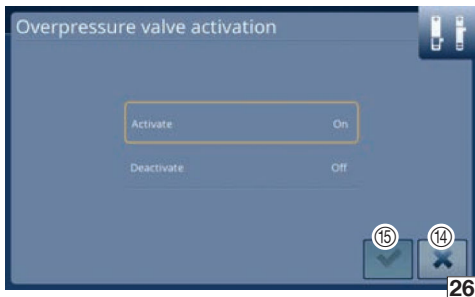 Overpressure valve activation
Activate On
Deactivate Off
⑮ ⑭
26